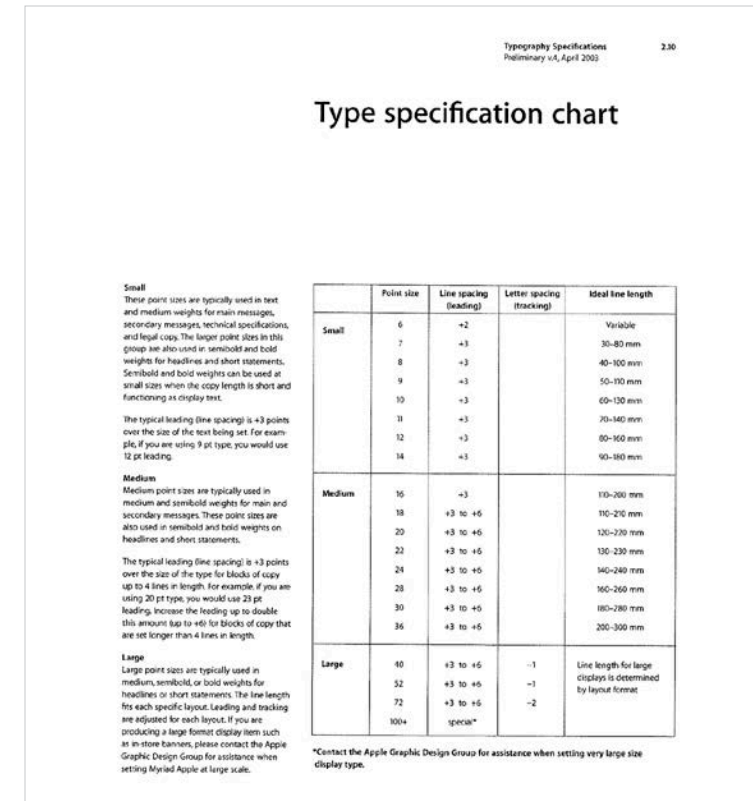 Typography Specifications 2.10
Preliminary v.4, April 2003
Type specification chart
Small
These point sizes are typically used in text
and medium weights for main messages,
secondary messages, technical specifications,
and legal copy. The larger point sizes in this
group are also used in semibold and bold
weights for headlines and short statements.
Semibold and bold weights can be used at
small sizes when the copy length is short and
functioning as display text.
The typical leading (line spacing) is +3 points
over the size of the text being set. For exam-
ple, if you are using 9 pt type, you would use
12 pt leading.
Medium
Medium point sizes are typically used in
medium and semibold weights for main and
secondary messages. These point sizes are
also used in semibold and bold weights on
headlines and short statements.
The typical leading (line spacing) is +3 points
over the size of the type for blocks of copy
up to 4 lines in length. For example, if you are
using 20 pt type, you would use 23 pt
leading. Increase the leading up to double
this amount (up to +6) for blocks of copy that
are set longer than 4 lines in length.
Large
Large point sizes are typically used in
medium, semibold, or bold weights for
headlines or short statements. The line length
fits each specific layout. Leading and tracking
are adjusted for each layout. If you are
producing a large format display item such
as in-store banners, please contact the Apple
Graphic Design Group for assistance when
setting Myriad Apple at large scale.
Point size Line spacing (leading) Letter spacing (tracking) Ideal line length
Small 6 +2 Variable
7 +3 30–80 mm
8 +3 40–100 mm
9 +3 50–110 mm
10 +3 60–130 mm
11 +3 70–140 mm
12 +3 80–160 mm
14 +3 90–180 mm
Medium 16 +3 110–200 mm
18 +3 to +6 110–210 mm
20 +3 to +6 120–220 mm
22 +3 to +6 130–230 mm
24 +3 to +6 140–240 mm
28 +3 to +6 160–260 mm
30 +3 to +6 180–280 mm
36 +3 to +6 200–300 mm
Large 40 +3 to +6 –1 Line length for large
52 +3 to +6 –1 displays is determined
72 +3 to +6 –2 by layout format
100+ special*
*Contact the Apple Graphic Design Group for assistance when setting very large size
display type.